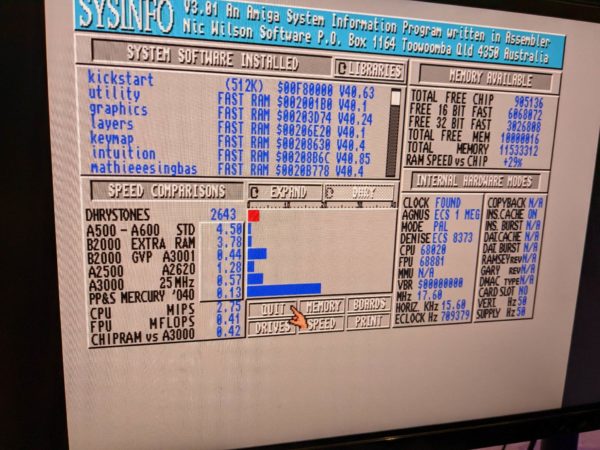 SYSINFO V3.01 An Amiga System Information Program written in Assembler
Nic Wilson Software P.O. Box 1164 Toowoomba Qld 4350 Australia
SYSTEM SOFTWARE INSTALLED LIBRARIES
kickstart (512K) $00F80000 V40.63
utility FAST RAM $002001B0 V40.1
graphics FAST RAM $00203D74 V40.24
layers FAST RAM $00206E20 V40.1
keymap FAST RAM $00208630 V40.4
intuition FAST RAM $00208B6C V40.85
mathieeesingbas FAST RAM $0020B778 V40.4
MEMORY AVAILABLE
TOTAL FREE CHIP 905136
FREE 16 BIT FAST 6068072
FREE 32 BIT FAST 3026808
TOTAL FREE MEM 10000016
TOTAL MEMORY 11533312
RAM SPEED vs CHIP +29%
SPEED COMPARISONS EXPAND
10 20 30
DHRYSTONES 2643
A500 - A600 STD 4.50
B2000 EXTRA RAM 3.78
B2000 GVP A3001 0.44
A2500 A2620 1.28
A3000 25MHz 0.57
PP&S MERCURY '040 0.13
CPU MIPS 2.75
FPU MFLOPS 0.41
CHIPRAM vs A3000 0.42
QUIT MEMORY BOARDS
DRIVES SPEED PRINT
INTERNAL HARDWARE MODES
CLOCK FOUND
AGNUS ECS 1 MEG
MODE PAL
DENISE ECS 8373
CPU 68020
FPU 68881
MMU N/A
VBR $00000000
MHz 17.60
HORIZ. KHz 15.60
ECLOCK Hz 709379
COPYBACK N/A
INS.CACHE ON
INS. BURST N/A
DAT.CACHE N/A
DAT BURST N/A
RAMSEY REV N/A
GARY REV N/A
DMAC TYPE N/A
CARD SLOT NO
VERT. Hz 50
SUPPLY Hz 50